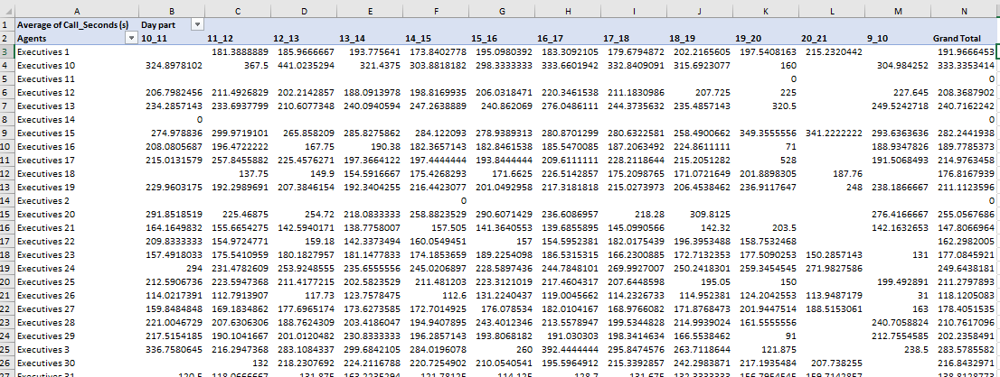 A B C D E F G H I J K L M N
1 Average of Call_Seconds (s) Day part
2 Agents 10_11 11_12 12_13 13_14 14_15 15_16 16_17 17_18 18_19 19_20 20_21 9_10 Grand Total
3 Executives 1 181.3888889 185.9666667 193.775641 173.8402778 195.0980392 183.3092105 179.6794872 202.2165605 197.5408163 215.2320442 191.9666453
4 Executives 10 324.8978102 367.5 441.0235294 321.4375 303.8818182 298.3333333 333.6601942 332.8409091 315.6923077 160 304.984252 333.3353414
5 Executives 11 0 0
6 Executives 12 206.7982456 211.4926829 202.2142857 188.0913978 198.8169935 206.0318471 220.3461538 211.1830986 207.725 225 227.645 208.3687902
7 Executives 13 234.2857143 233.6937799 210.6077348 240.0940594 247.2638889 240.862069 276.0486111 244.3735632 235.4857143 320.5 249.5242718 240.7162242
8 Executives 14 0 0
9 Executives 15 274.978836 299.9719101 265.858209 285.8275862 284.122093 278.9389313 280.8701299 280.6322581 258.4900662 349.3555556 341.2222222 293.6363636 282.2441938
10 Executives 16 208.0805687 196.4722222 167.75 190.38 182.3657143 182.8461538 185.5470085 187.2063492 224.8611111 71 188.9347826 189.7785373
11 Executives 17 215.0131579 257.8455882 225.4576271 197.3664122 197.4444444 193.8444444 209.6111111 228.2118644 215.2051282 528 191.5068493 214.9763458
12 Executives 18 137.75 149.9 154.5916667 175.4268293 171.6625 226.5142857 175.2098765 171.0721649 201.8898305 187.76 176.8167939
13 Executives 19 229.9603175 192.2989691 207.3846154 192.3404255 216.4423077 201.0492958 217.3181818 215.0273973 206.4538462 236.9117647 248 238.1866667 211.1123596
14 Executives 2 0 0
15 Executives 20 291.8518519 225.46875 254.72 218.0833333 258.8823529 290.6071429 236.6086957 218.28 309.8125 276.4166667 255.0567686
16 Executives 21 164.1649832 155.6654275 142.5940171 138.7758007 157.505 141.3640553 139.6855895 145.0990566 142.32 203.5 142.1632653 147.8066964
17 Executives 22 209.8333333 154.9724771 159.18 142.3373494 160.0549451 157 154.5952381 182.0175439 196.3953488 158.7532468 162.2982005
18 Executives 23 157.4918033 175.5410959 180.1827957 181.1477833 174.1853659 189.2254098 186.5315315 166.2300885 172.7132353 177.5090253 150.2857143 131 177.0845921
19 Executives 24 294 231.4782609 253.9248555 235.6555556 245.0206897 228.5897436 244.7848101 269.9927007 250.2418301 259.3454545 271.9827586 249.6438181
20 Executives 25 212.5906736 223.5947368 211.4177215 202.5823529 211.481203 223.3121019 217.4604317 207.6448598 195.05 150 199.492891 211.2797893
21 Executives 26 114.0217391 112.7913907 117.73 123.7578475 112.6 131.2240437 119.0045662 114.2326733 114.952381 124.2042553 113.9487179 31 118.1205083
22 Executives 27 159.8484848 169.1834862 177.6965174 173.6273585 172.7014925 176.078534 182.0104167 168.9766082 171.8768473 201.9447514 188.5153061 163 178.4051535
23 Executives 28 221.0046729 207.6306306 188.7624309 203.4186047 194.9407895 243.4012346 213.5578947 199.5344828 214.9939024 161.5555556 240.7058824 210.7617096
24 Executives 29 217.5154185 190.1041667 201.0120482 230.8333333 196.2857143 193.8068182 191.030303 198.3414634 166.5538462 91 212.7554585 202.2358491
25 Executives 3 336.7580645 216.2947368 283.1084337 299.6842105 284.0196078 260 392.4444444 295.8474576 263.7118644 121.875 238.5 283.5785582
26 Executives 30 132 218.2307692 224.2116788 220.7254902 210.0540541 195.5964912 215.3392857 242.2983871 217.1935484 207.738255 216.8432971